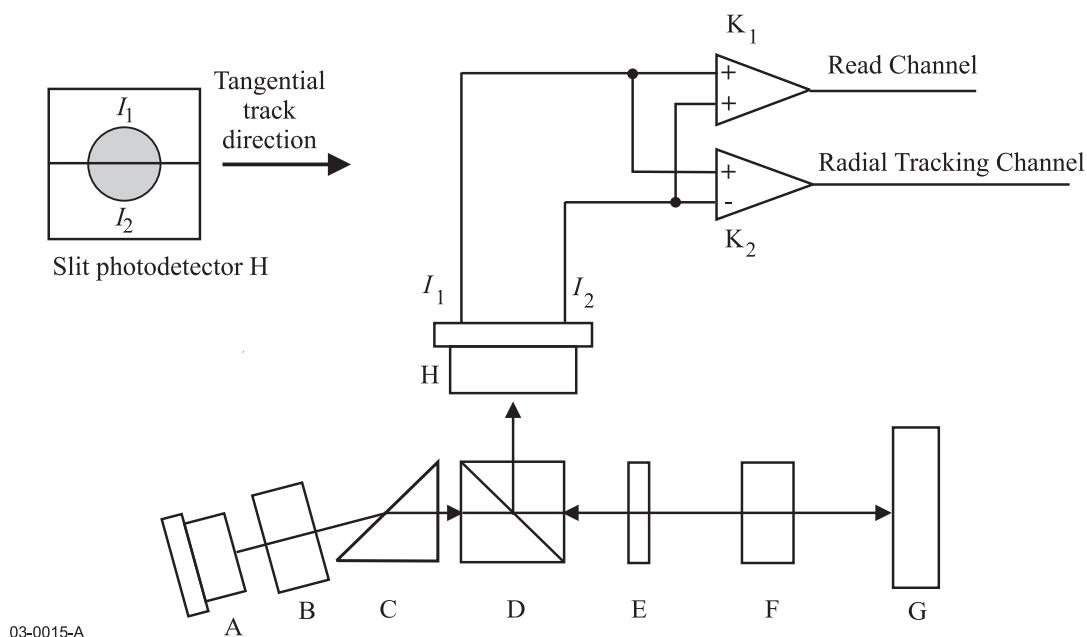 K1
Read Channel
Tangential
track
direction
I1
I2
Radial Tracking Channel
K2
Slit photodetector H
I1
I2
H
+
+
+
-
A
B
C
D
E
F
G
03-0015-A